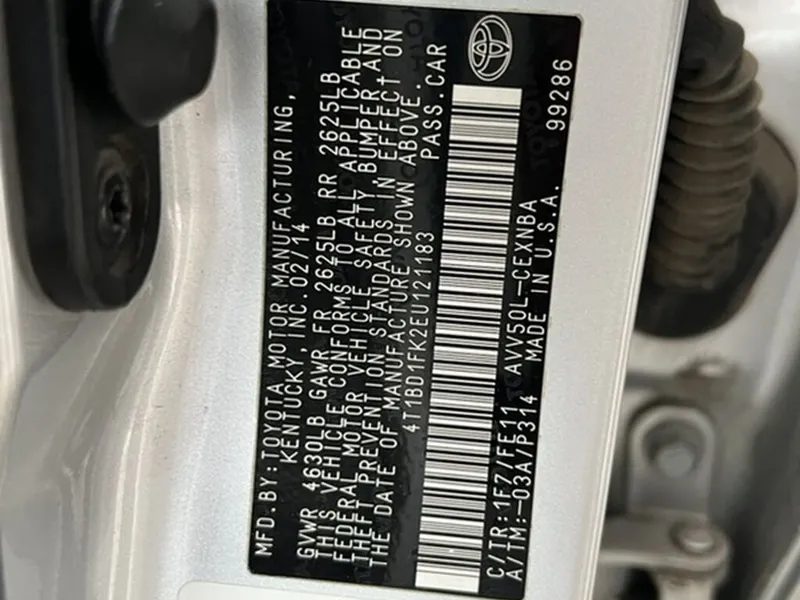 MFD.BY:TOYOTA MOTOR MANUFACTURING,
KENTUCKY, INC.02/14
GVWR 4630LB GAWR FR 2625LB RR 2625LB
THIS VEHICLE CONFORMS TO ALL APPLICABLE
FEDERAL MOTOR VEHICLE SAFETY, BUMPER,AND
THEFT PREVENTION STANDARDS IN EFFECT ON
THE DATE OF MANUFACTURE SHOWN ABOVE.
4T1BD1FK2EU121183 PASS.CAR
C/TR:1F7/FE11 AVV50L-CEXNBA
A/TM:-03A/P314 MADE IN U.S.A. 99286